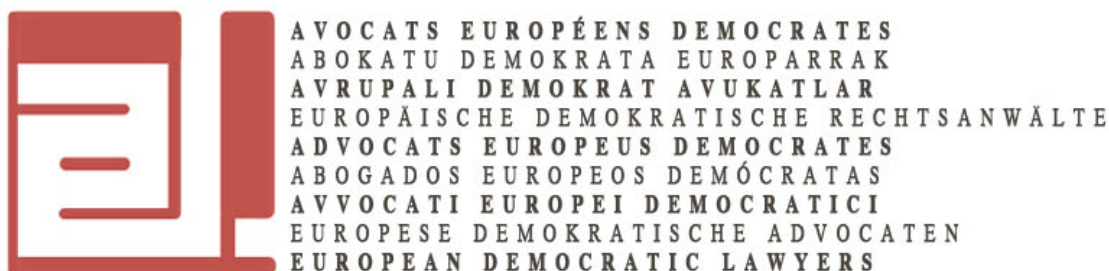 AVOCATS EUROPÉENS DEMOCRATES
ABOKATU DEMOKRATA EUROPARRAK
AVRUPALI DEMOKRAT AVUKATLAR
EUROPÄISCHE DEMOKRATISCHE RECHTSANWÄLTE
ADVOCATS EUROPEUS DEMÒCRATES
ABOGADOS EUROPEOS DEMÓCRATAS
AVVOCATI EUROPEI DEMOCRATICI
EUROPESE DEMOKRATISCHE ADVOCATEN
EUROPEAN DEMOCRATIC LAWYERS